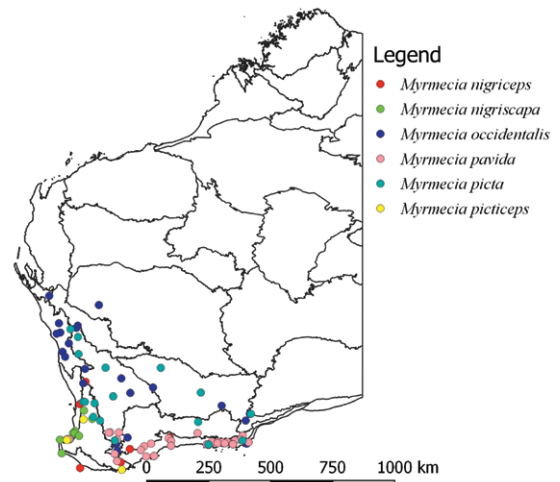 Legend
Myrmecia nigriceps
Myrmecia nigriscapa
Myrmecia occidentalis
Myrmecia pavida
Myrmecia picta
Myrmecia picticeps
0 250 500 750 1000 km